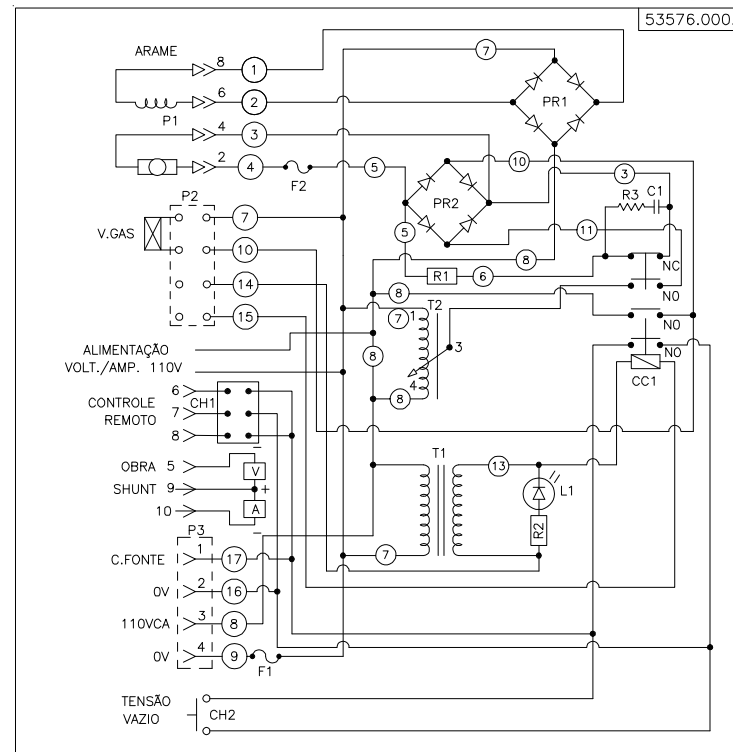 53576.000
ARAME
8
1
7
6
2
P1
PR1
4
3
2
4
5
10
3
F2
R3
C1
P2
PR2
7
5
11
V.GAS
10
8
NC
R1
6
14
8
T2
N0
7
1
15
N0
3
ALIMENTAÇÃO
8
N0
VOLT./AMP. 110V
4
CC1
6
CH1
8
CONTROLE
7
REMOTO
8
T1
OBRA 5
V
13
SHUNT 9
+
L1
10
A
R2
P3
1
7
C.FONTE
17
0V
2
16
110VCA
3
8
0V
4
9
F1
TENSÃO
VAZIO
CH2